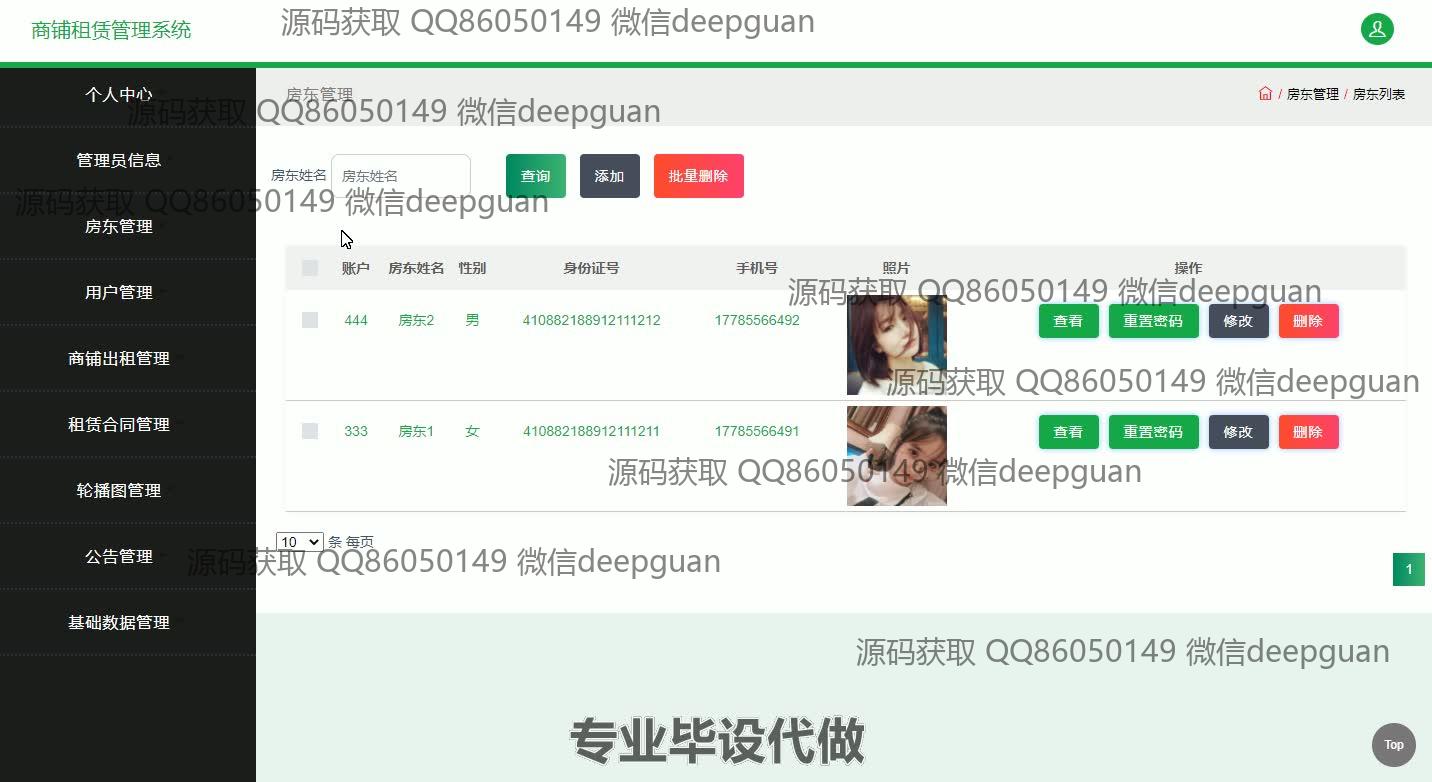 商铺租赁管理系统
源码获取 QQ86050149 微信deepguan
个人中心
房东管理
/ 房东管理 / 房东列表
源码获取 QQ86050149 微信deepguan
管理员信息
房东姓名 房东姓名 查询 添加 批量删除
源码获取 QQ86050149 微信deepguan
房东管理
账户 房东姓名 性别 身份证号 手机号 照片 操作
用户管理
源码获取 QQ86050149 微信deepguan
444 房东2 男 410882188912111212 17785566492 查看 重置密码 修改 删除
商铺出租管理
源码获取 QQ86050149 微信deepguan
租赁合同管理
333 房东1 女 410882188912111211 17785566491 查看 重置密码 修改 删除
源码获取 QQ86050149 微信deepguan
轮播图管理
10 条 每页
公告管理
源码获取 QQ86050149 微信deepguan
1
基础数据管理
源码获取 QQ86050149 微信deepguan
专业毕设代做
Top